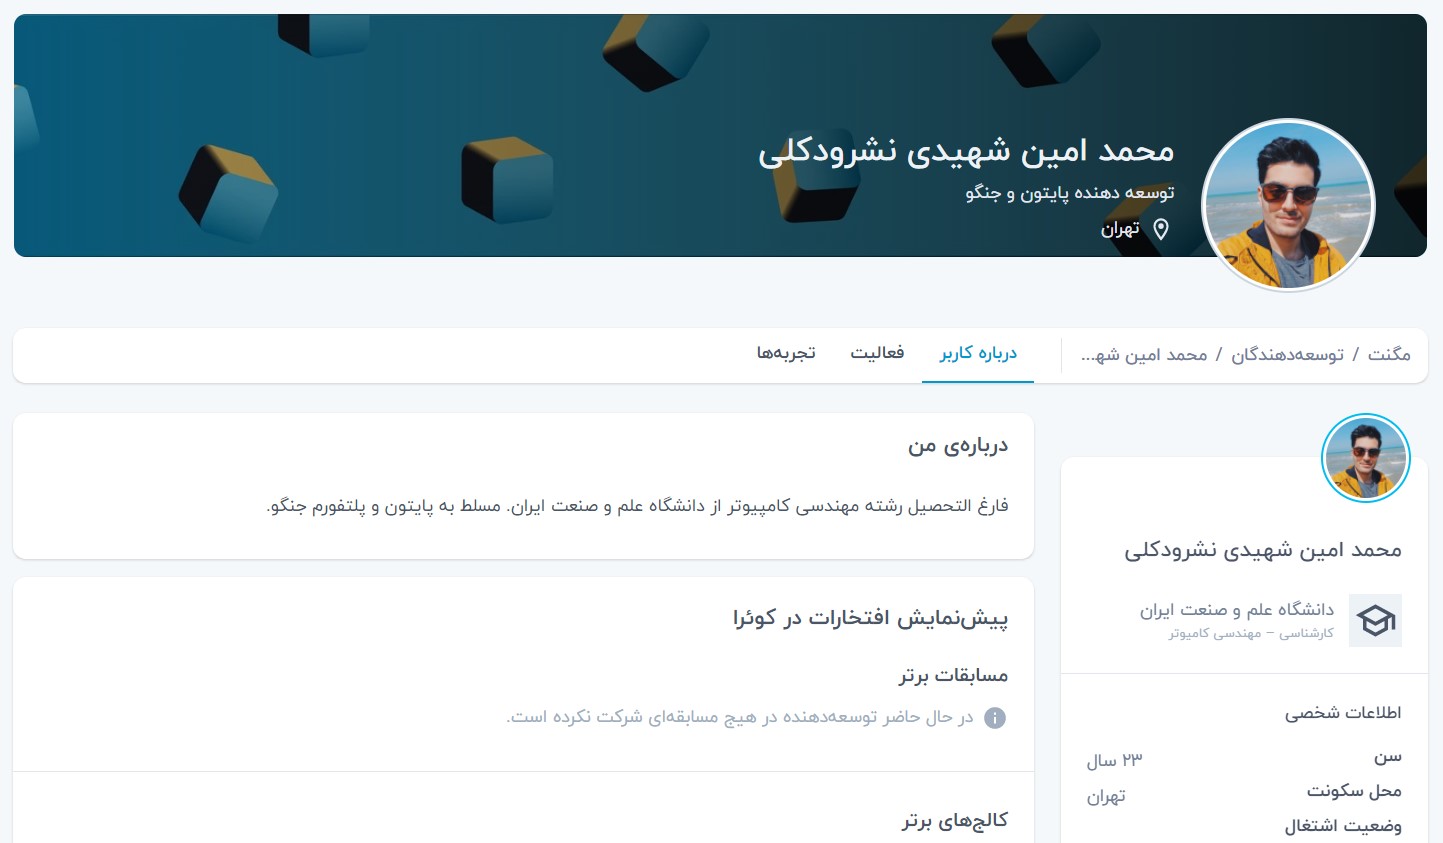 محمد امین شهیدی نشرودکلی
توسعه دهنده پایتون و جنگو
تهران
مگنت / توسعه‌دهندگان / محمد امین شهـ...
درباره کاربر
فعالیت
تجربه‌ها
محمد امین شهیدی نشرودکلی
دانشگاه علم و صنعت ایران
کارشناسی – مهندسی کامپیوتر
اطلاعات شخصی
سن ۲۳ سال
محل سکونت تهران
وضعیت اشتغال
درباره‌ی من
فارغ التحصیل رشته مهندسی کامپیوتر از دانشگاه علم و صنعت ایران. مسلط به پایتون و پلتفورم جنگو.
پیش‌نمایش افتخارات در کوئرا
مسابقات برتر
در حال حاضر توسعه‌دهنده در هیچ مسابقه‌ای شرکت نکرده است.
کالج‌های برتر